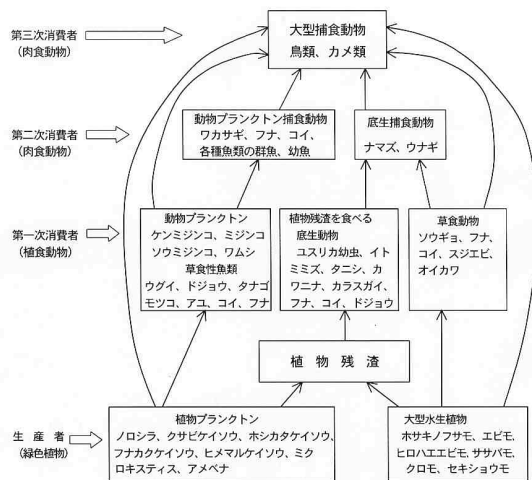 第三次消費者
(肉食動物)
大型捕食動物
鳥類、カメ類
第二次消費者
(肉食動物)
動物プランクトン捕食動物
ワカサギ、フナ、コイ、
各種魚類の群魚、幼魚
底生捕食動物
ナマズ、ウナギ
第一次消費者
(植食動物)
動物プランクトン
ケンミジンコ、ミジンコ
ゾウミジンコ、ワムシ
草食性魚類
ウグイ、ドジョウ、タナゴ
モツコ、アユ、コイ、フナ
植物残渣を食べる
底生動物
ユスリカ幼虫、イト
ミミズ、タニシ、カ
ワニナ、カラスガイ、
フナ、コイ、ドジョウ
草食動物
ソウギョ、フナ、
コイ、スジエビ、
オイカワ
植物残渣
生産者
(緑色植物)
植物プランクトン
ノロシラ、クサビケイソウ、ホシカタケイソウ、
フナカクケイソウ、ヒメマルケイソウ、ミク
ロキスティス、アメベナ
大型水生植物
ホサキノフサモ、エビモ、
ヒロハエビモ、ササバモ、
クロモ、セキショウモ